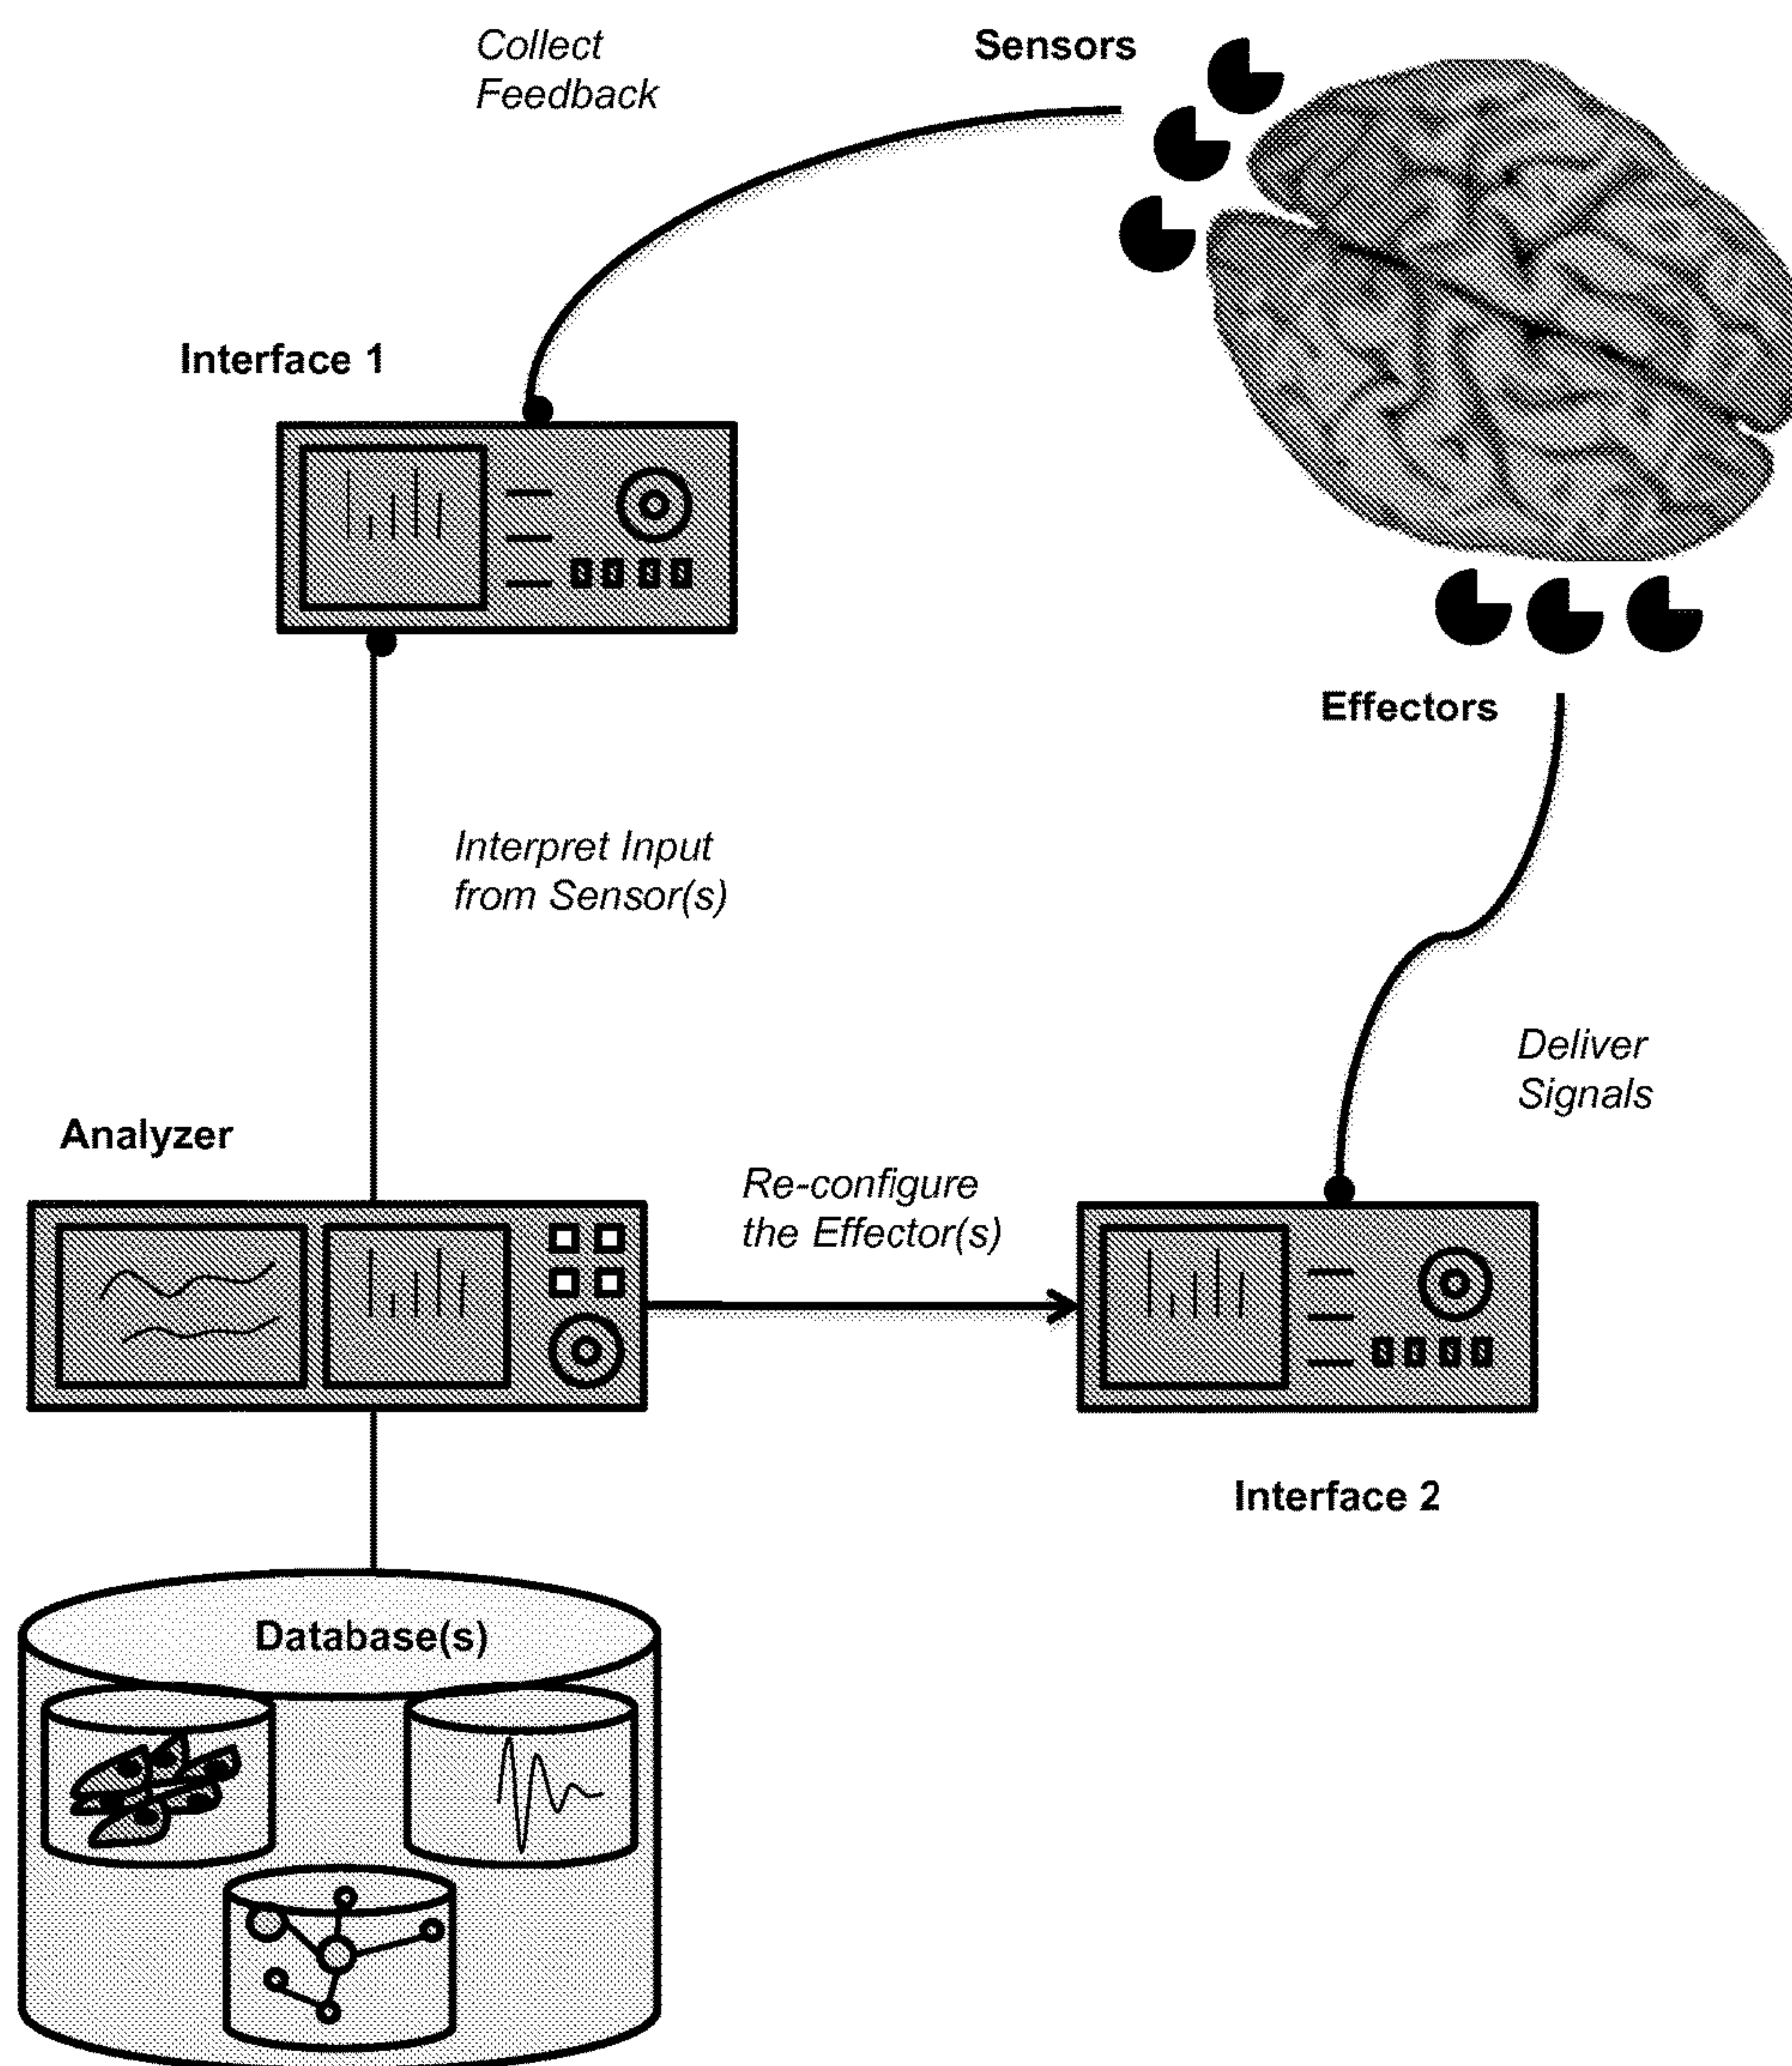 Collect
Feedback
Sensors
Interface 1
Effectors
Interpret Input
from Sensor(s)
Deliver
Signals
Analyzer
Re-configure
the Effector(s)
Interface 2
Database(s)